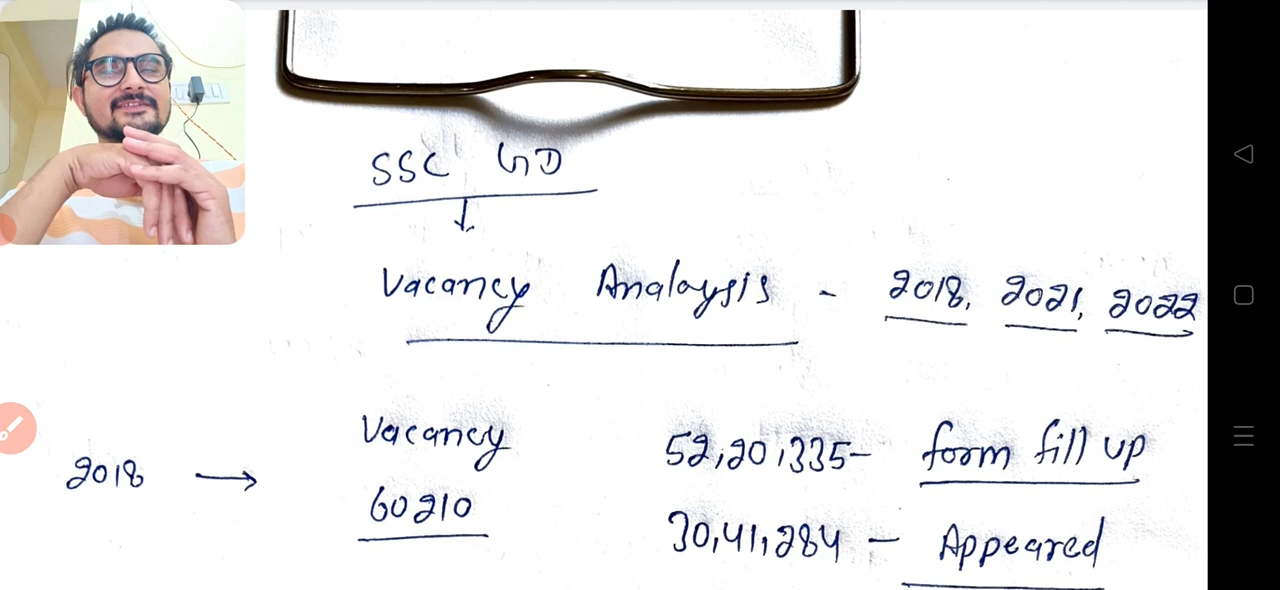 SSC GD
Vacancy Analaysis - 2018, 2021, 2022
2018 → Vacancy 60210
52,20,335- form fill up
30,41,284 - Appeared